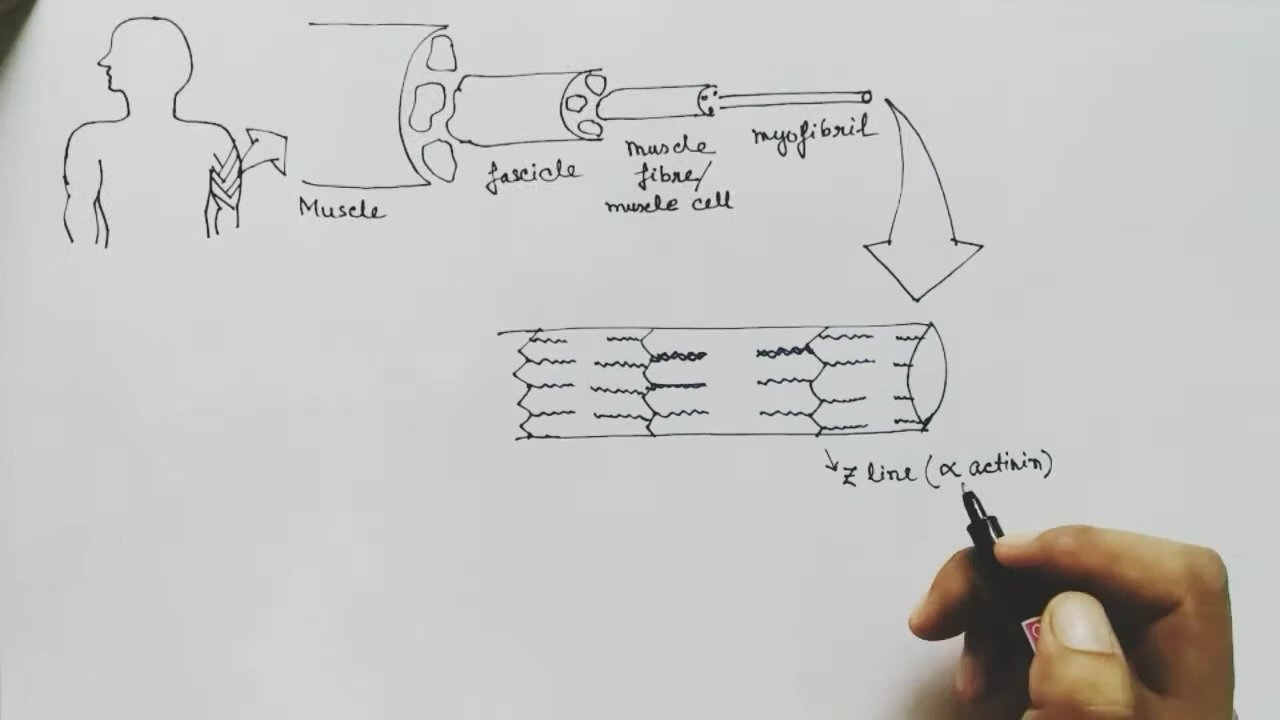 Muscle
fascicle
muscle
fibre/
muscle cell
myofibril
Z line (α actinin)